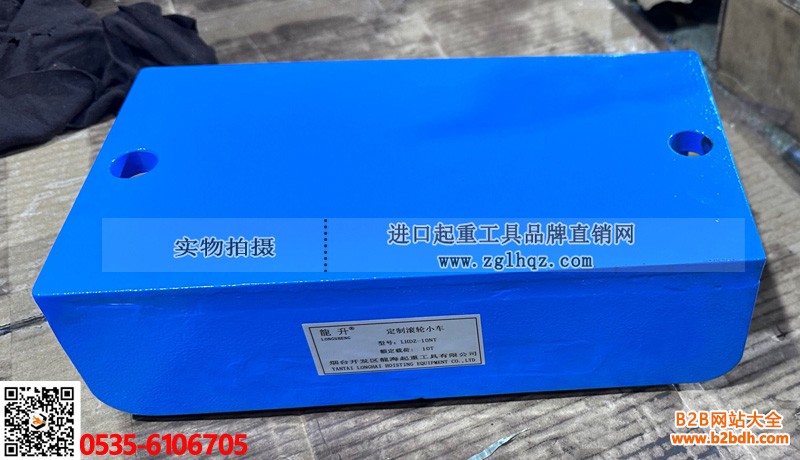 实物拍摄
进口起重工具品牌直销网
www.zglhqz.com
龍升®
LONGSHENG
定制滚轮小车
型号: LHDZ-10NT
额定载荷: 10T
烟台开发区龍海起重工具有限公司
YANTAI LONGHAI HOISTING EQUIPMENT CO.,LTD
0535-6106705
B2B网站大全
www.b2bdh.com